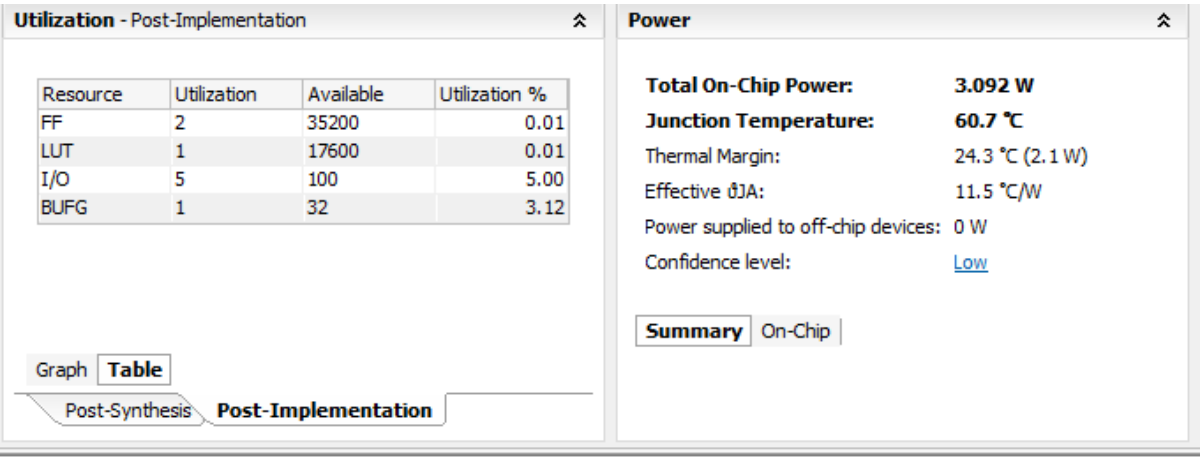 Utilization - Post-Implementation
Resource Utilization Available Utilization %
FF 2 35200 0.01
LUT 1 17600 0.01
I/O 5 100 5.00
BUFG 1 32 3.12
Graph Table
Post-Synthesis Post-Implementation
Power
Total On-Chip Power: 3.092 W
Junction Temperature: 60.7 °C
Thermal Margin: 24.3 °C (2.1 W)
Effective ϑJA: 11.5 °C/W
Power supplied to off-chip devices: 0 W
Confidence level: Low
Summary On-Chip